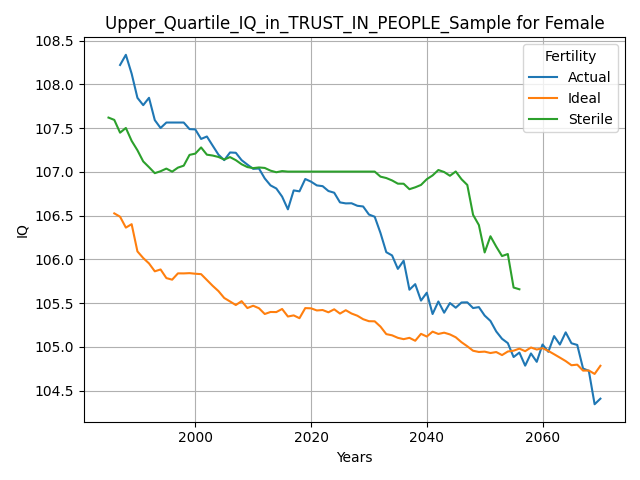 Upper_Quartile_IQ_in_TRUST_IN_PEOPLE_Sample for Female
Fertility
Actual
Ideal
Sterile
108.5
108.0
107.5
107.0
106.5
106.0
105.5
105.0
104.5
IQ
2000
2020
2040
2060
Years